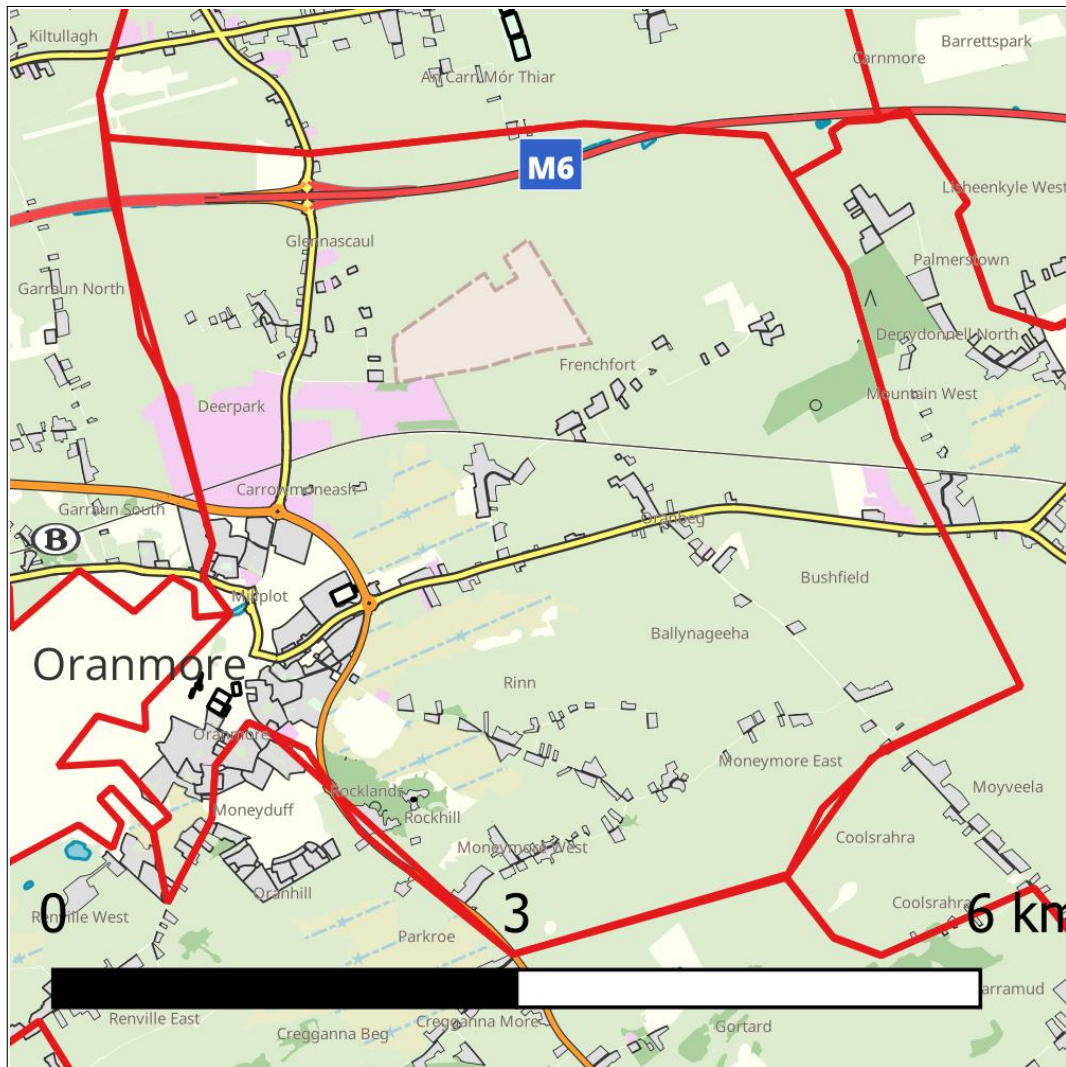 Kiltullagh
Barrettspark
Carnmore
An Carn Mór Thiar
M6
Lisheenkyle West
Glennascaul
Palmerstown
Garraun North
Derrydonnell North
Frenchfort
Mountain West
Deerpark
Carrowmoneash
Garraun South
Oranbeg
B
Bushfield
Millplot
Ballynageeha
Oranmore
Rinn
Oranmore
Moneymore East
Moyveela
Rocklands
Moneyduff
Rockhill
Coolsrahra
Moneymore West
Oranhill
Coolsrahra
0 3 6 km
Renville West
Parkroe
arramud
Renville East
Cregganna More
Gortard
Cregganna Beg